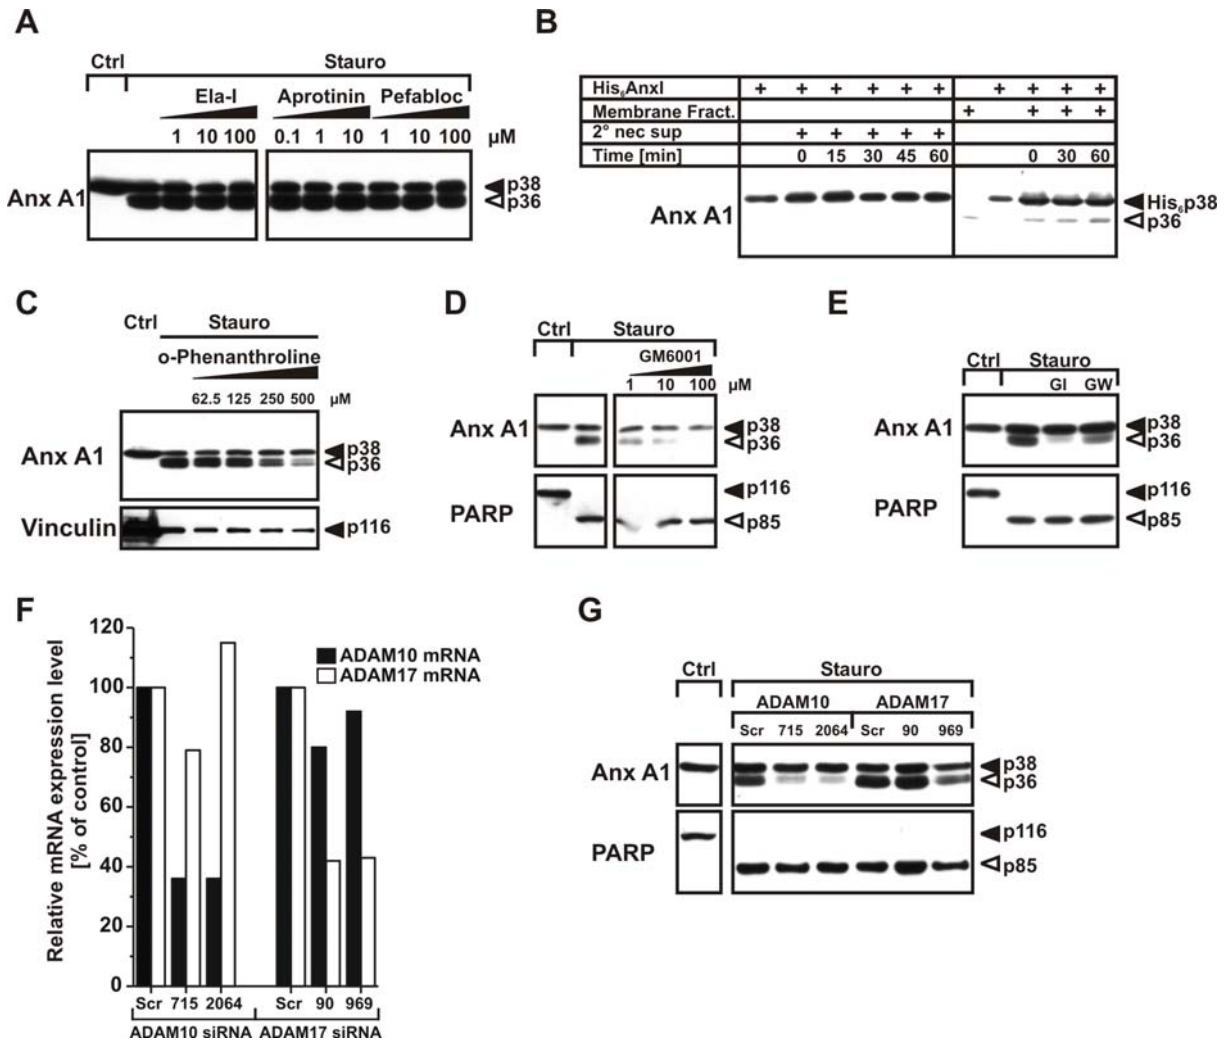 A
Ctrl Stauro
Ela-I Aprotinin Pefabloc
1 10 100 0.1 1 10 1 10 100 µM
Anx A1 p38
p36
B
His₆AnxI + + + + + + + + + +
Membrane Fract. + + + +
2° nec sup + + + + +
Time [min] 0 15 30 45 60 0 30 60
Anx A1 His₆p38
p36
C
Ctrl Stauro
o-Phenanthroline
62.5 125 250 500 µM
Anx A1 p38
p36
Vinculin p116
D
Ctrl Stauro
GM6001
1 10 100 µM
Anx A1 p38
p36
PARP p116
p85
E
Ctrl Stauro
GI GW
Anx A1 p38
p36
PARP p116
p85
F
Relative mRNA expression level
[% of control]
120
100
80
60
40
20
0
ADAM10 mRNA
ADAM17 mRNA
Scr 715 2064 Scr 90 969
ADAM10 siRNA ADAM17 siRNA
G
Ctrl Stauro
ADAM10 ADAM17
Scr 715 2064 Scr 90 969
Anx A1 p38
p36
PARP p116
p85